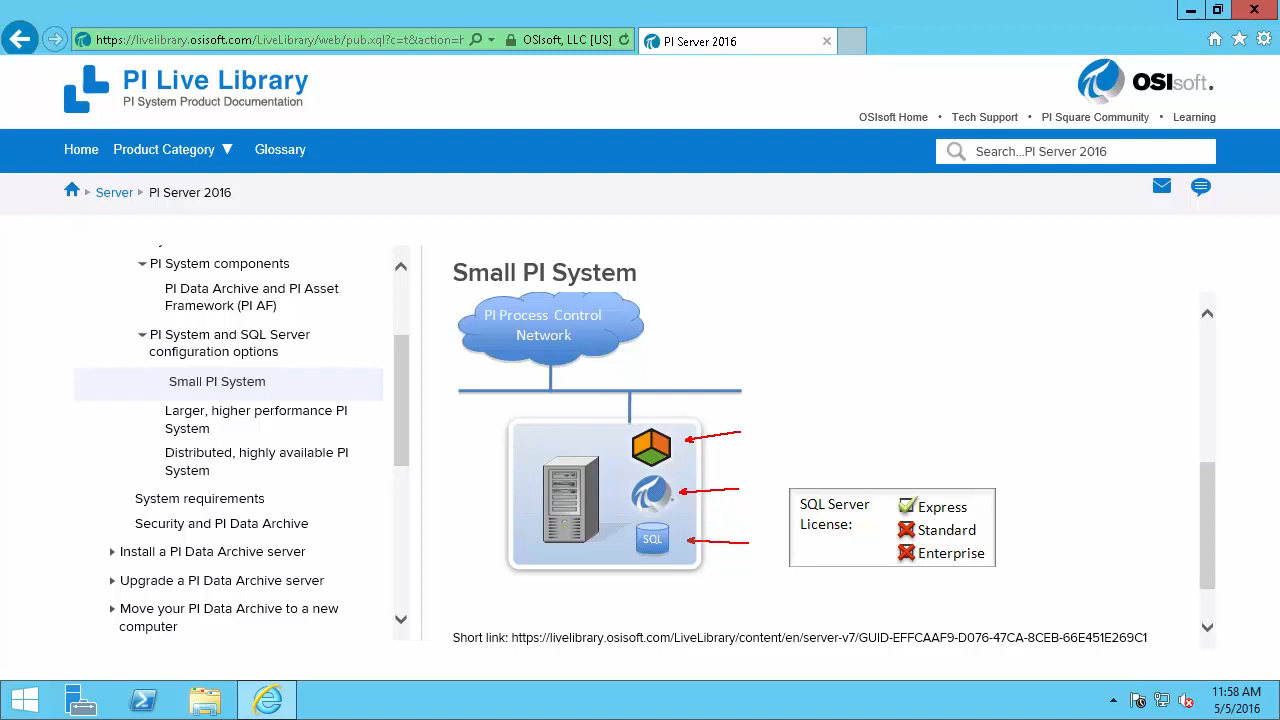 https://livelibrary.osisoft.com/LiveLibrary/web/pub.xql?c=t&action=h
OSIsoft, LLC [US]
PI Server 2016
PI Live Library
PI System Product Documentation
OSIsoft.
OSIsoft Home • Tech Support • PI Square Community • Learning
Home Product Category ▼ Glossary
Search...PI Server 2016
Server PI Server 2016
PI System components
PI Data Archive and PI Asset
Framework (PI AF)
PI System and SQL Server
configuration options
Small PI System
Larger, higher performance PI
System
Distributed, highly available PI
System
System requirements
Security and PI Data Archive
Install a PI Data Archive server
Upgrade a PI Data Archive server
Move your PI Data Archive to a new
computer
Small PI System
PI Process Control
Network
SQL
SQL Server
License:
Express
Standard
Enterprise
Short link: https://livelibrary.osisoft.com/LiveLibrary/content/en/server-v7/GUID-EFFCAAF9-D076-47CA-8CEB-66E451E269C1
11:58 AM
5/5/2016